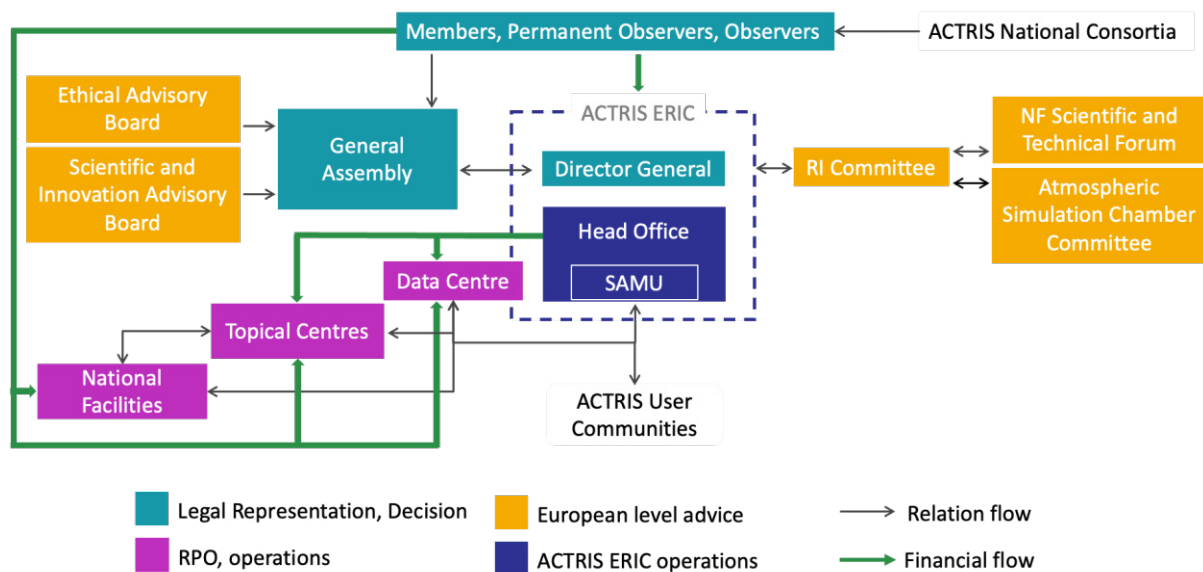 Members, Permanent Observers, Observers
ACTRIS National Consortia
Ethical Advisory
Board
Scientific and
Innovation Advisory
Board
General
Assembly
ACTRIS ERIC
Director General
Head Office
SAMU
RI Committee
NF Scientific and
Technical Forum
Atmospheric
Simulation Chamber
Committee
Data Centre
Topical Centres
National
Facilities
ACTRIS User
Communities
Legal Representation, Decision
European level advice
Relation flow
RPO, operations
ACTRIS ERIC operations
Financial flow